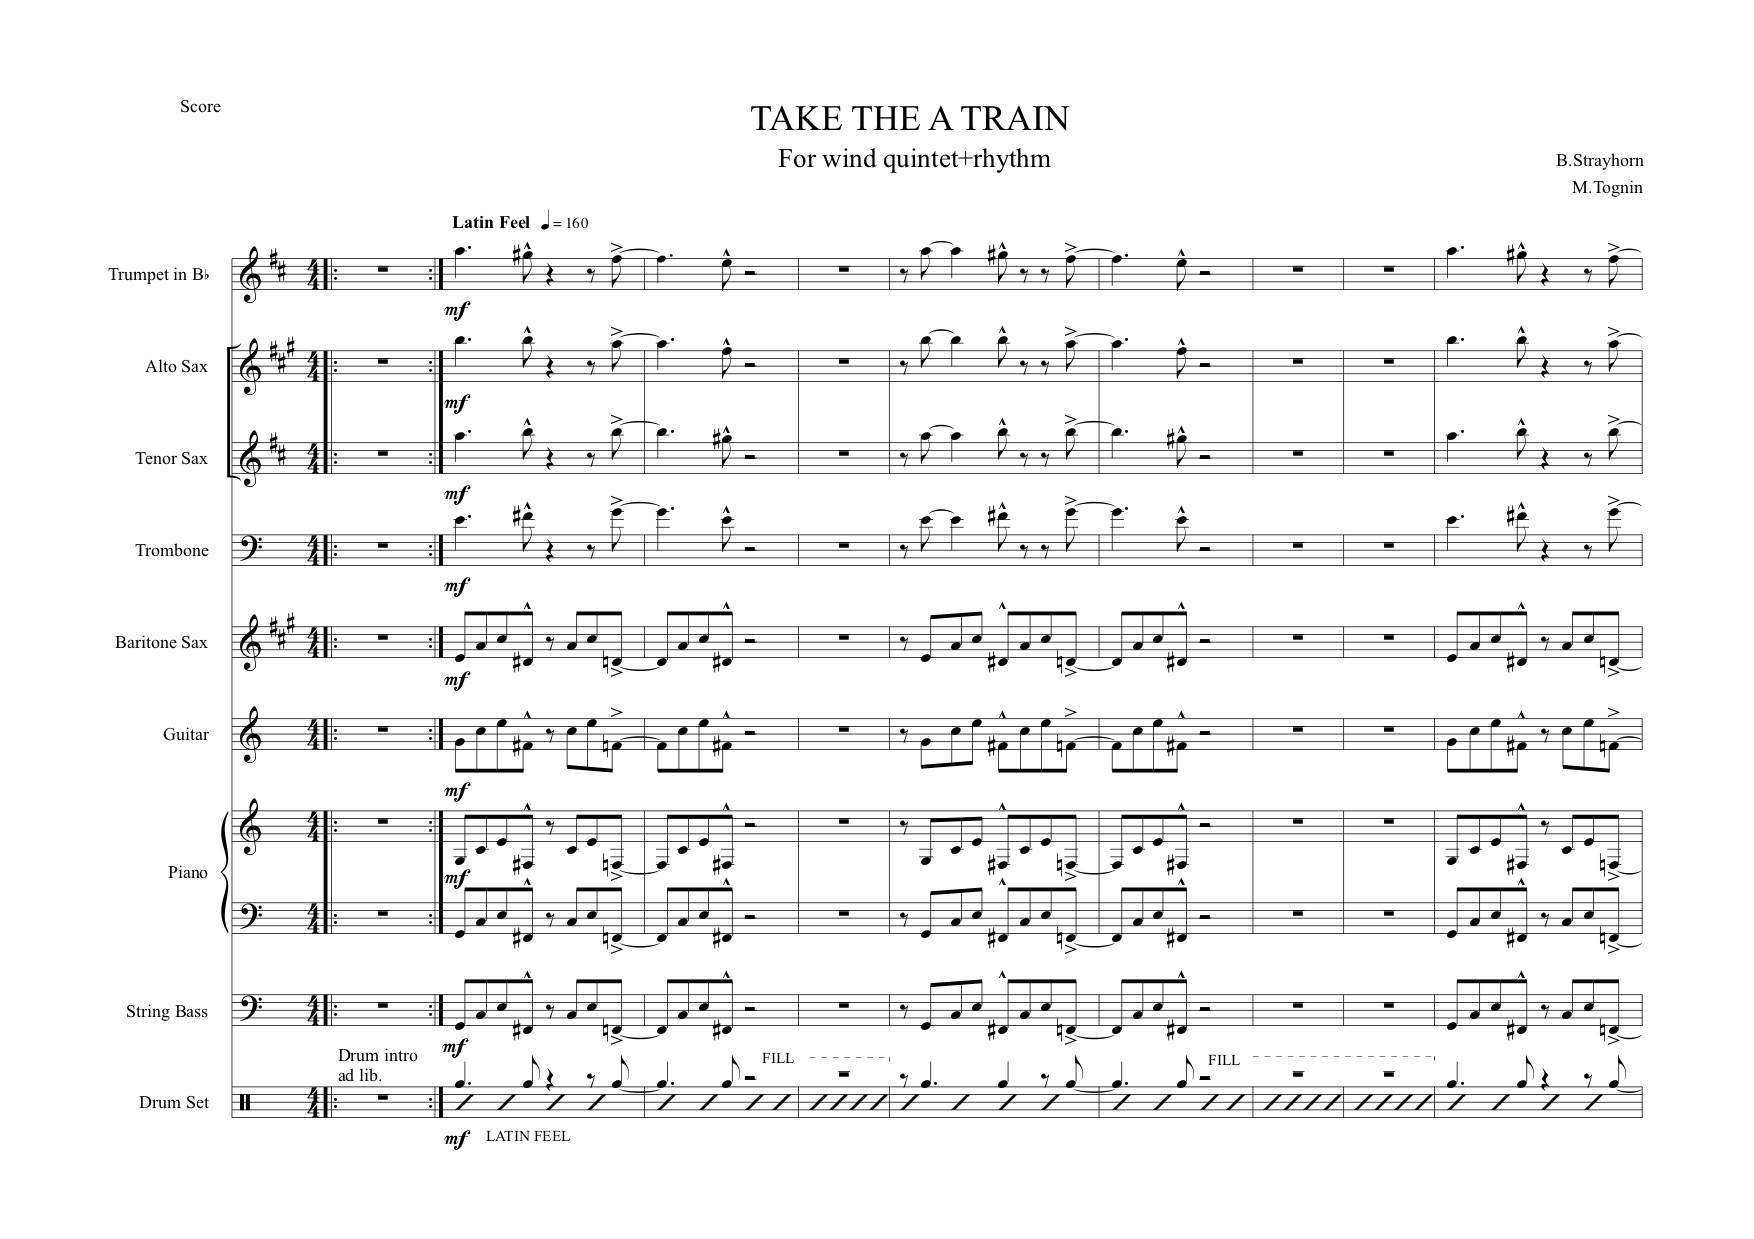 Score
TAKE THE A TRAIN
For wind quintet+rhythm
B.Strayhorn
M.Tognin
Latin Feel ♩= 160
Trumpet in B♭
mf
Alto Sax
mf
Tenor Sax
mf
Trombone
mf
Baritone Sax
mf
Guitar
mf
Piano
mf
String Bass
mf
Drum intro
ad lib.
FILL
FILL
Drum Set
mf LATIN FEEL